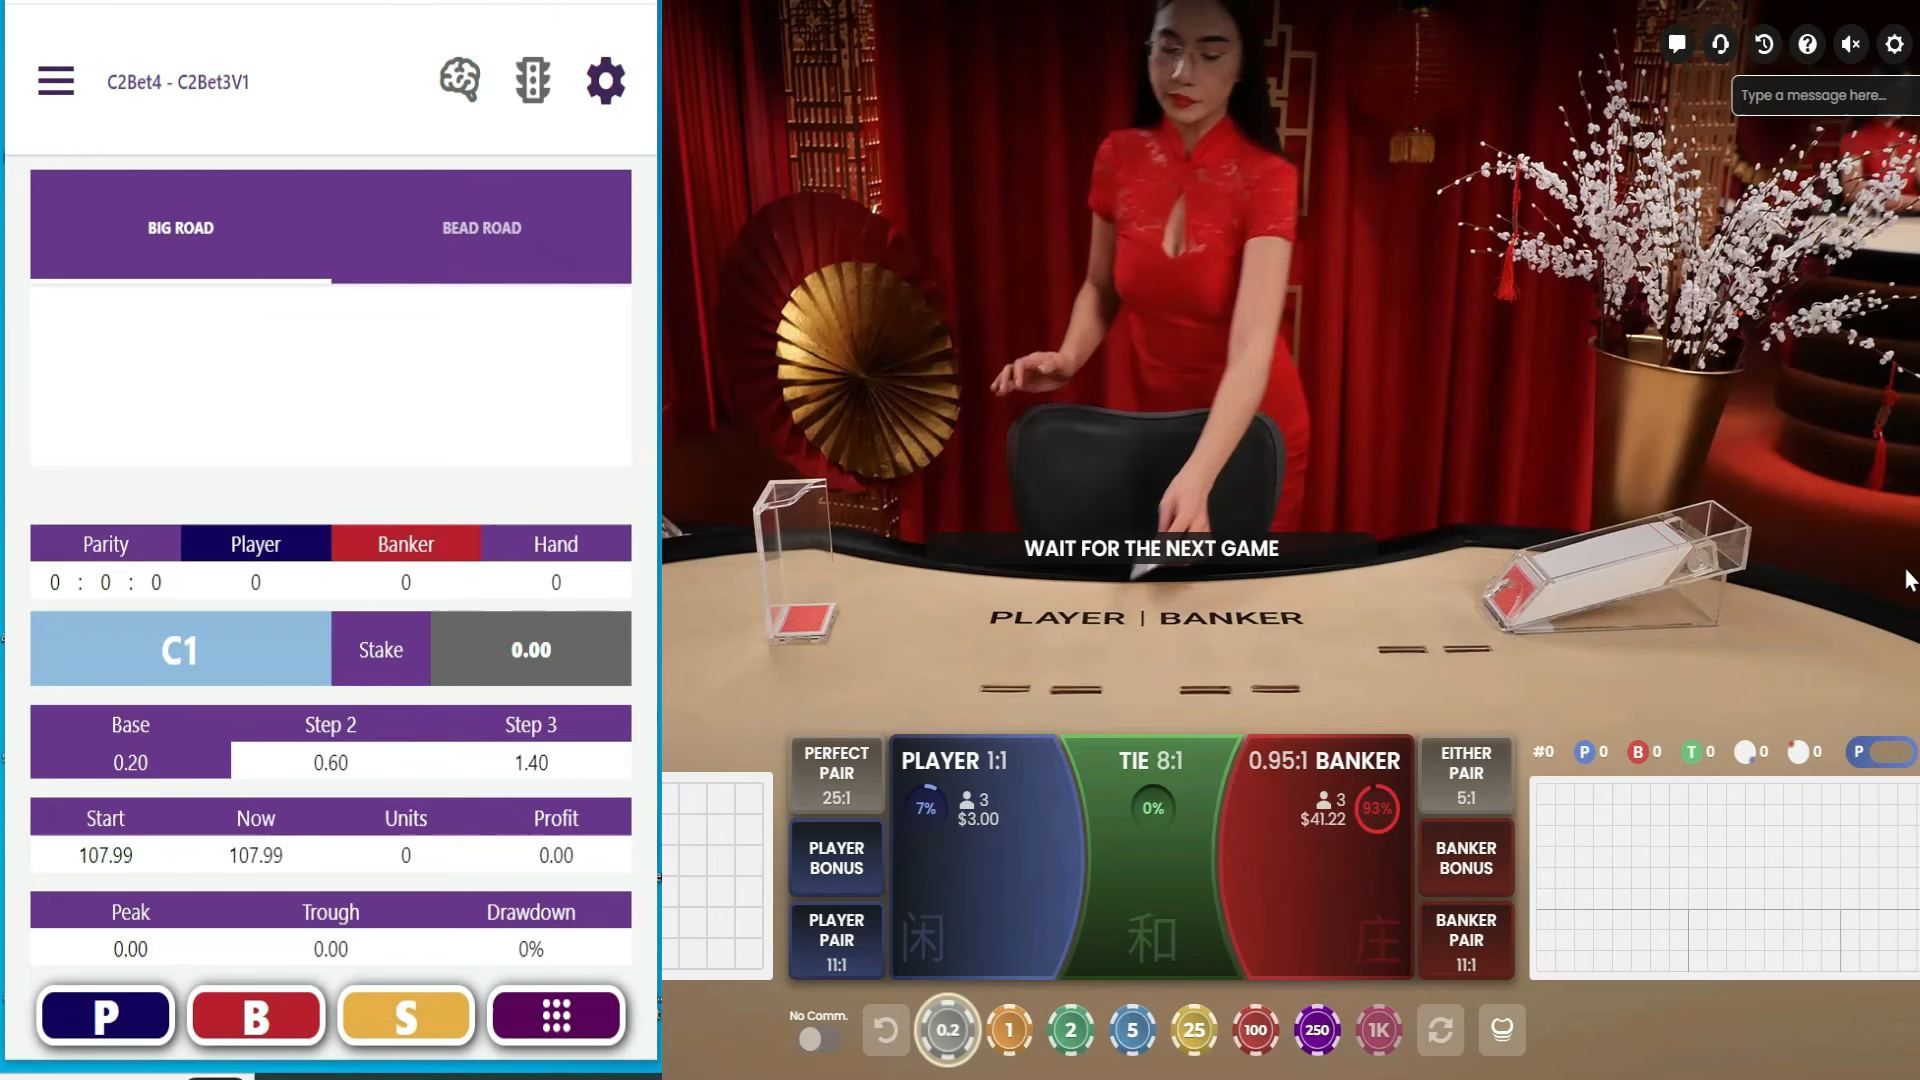 C2Bet4 - C2Bet3V1
BIG ROAD
BEAD ROAD
Parity
Player
Banker
Hand
0 : 0 : 0
0
0
0
C1
Stake
0.00
Base
Step 2
Step 3
0.20
0.60
1.40
Start
Now
Units
Profit
107.99
107.99
0
0.00
Peak
Trough
Drawdown
0.00
0.00
0%
P
B
S
Type a message here...
WAIT FOR THE NEXT GAME
PLAYER | BANKER
PERFECT PAIR 25:1
PLAYER BONUS
PLAYER PAIR 11:1
PLAYER 1:1
7%
3
$3.00
闲
TIE 8:1
0%
和
0.95:1 BANKER
3
$41.22
93%
庄
EITHER PAIR 5:1
BANKER BONUS
BANKER PAIR 11:1
#0
P 0
B 0
T 0
0
0
P
No Comm.
0.2
1
2
5
25
100
250
1K